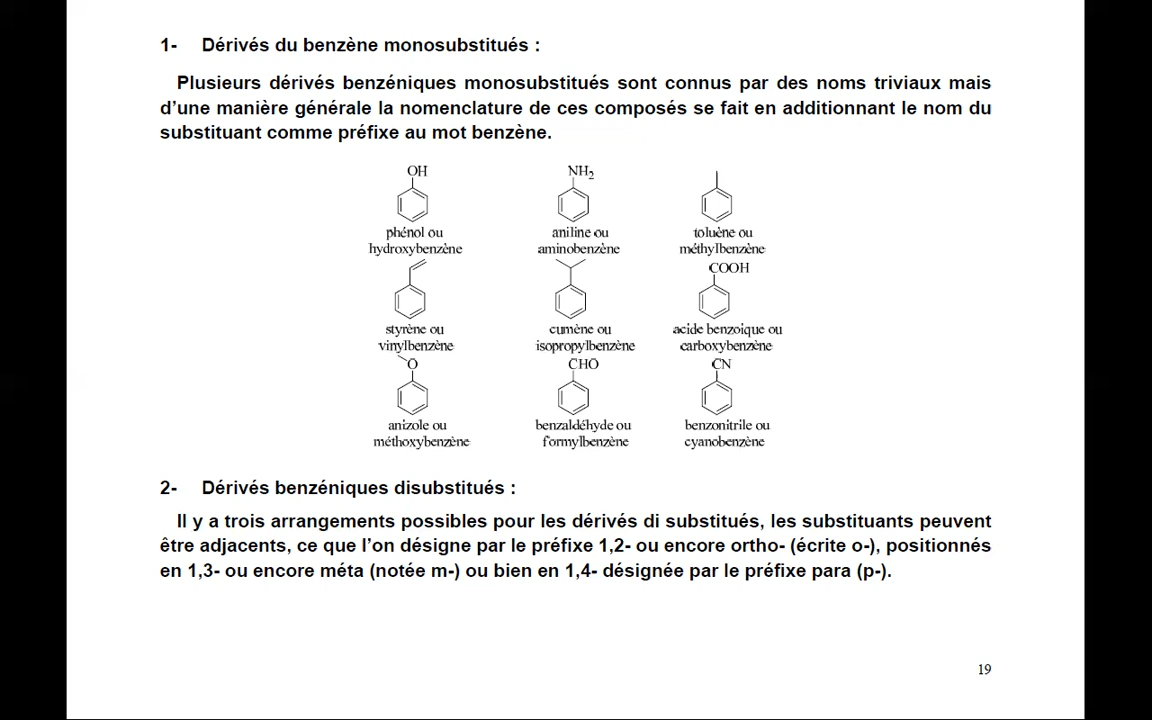 1- Dérivés du benzène monosubstitués :
Plusieurs dérivés benzéniques monosubstitués sont connus par des noms triviaux mais
d’une manière générale la nomenclature de ces composés se fait en additionnant le nom du
substituant comme préfixe au mot benzène.
OH NH2
phénol ou aniline ou toluène ou
hydroxybenzène aminobenzène méthylbenzène
COOH
styrène ou cumène ou acide benzoique ou
vinylbenzène isopropylbenzène carboxybenzène
O CHO CN
anizole ou benzaldéhyde ou benzonitrile ou
méthoxybenzène formylbenzène cyanobenzène
2- Dérivés benzéniques disubstitués :
Il y a trois arrangements possibles pour les dérivés di substitués, les substituants peuvent
être adjacents, ce que l’on désigne par le préfixe 1,2- ou encore ortho- (écrite o-), positionnés
en 1,3- ou encore méta (notée m-) ou bien en 1,4- désignée par le préfixe para (p-).
19